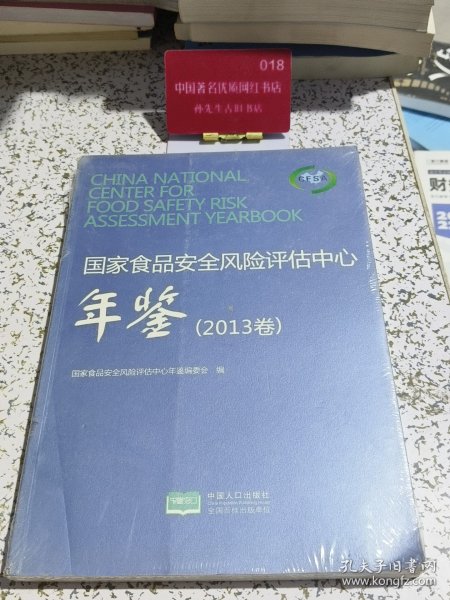 018
中国著名优质网红书店
孙先生古旧书店
CHINA NATIONAL
CENTER FOR
FOOD SAFETY RISK
ASSESSMENT YEARBOOK
CFSA
国家食品安全风险评估中心
年鉴(2013卷)
国家食品安全风险评估中心年鉴编委会 编
中国人口出版社
全国百佳出版单位
财
孔夫子旧书网
www.kongfz.com